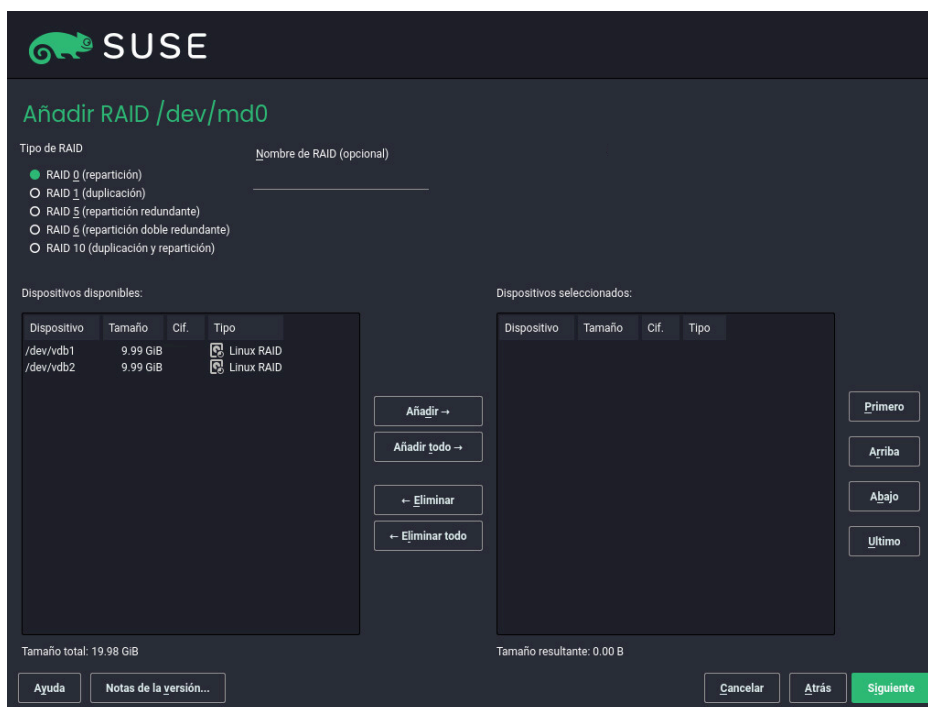 SUSE
Añadir RAID /dev/md0
Tipo de RAID
RAID 0 (repartición)
RAID 1 (duplicación)
RAID 5 (repartición redundante)
RAID 6 (repartición doble redundante)
RAID 10 (duplicación y repartición)
Nombre de RAID (opcional)
Dispositivos disponibles:
Dispositivo Tamaño Cif. Tipo
/dev/vdb1 9.99 GiB Linux RAID
/dev/vdb2 9.99 GiB Linux RAID
Tamaño total: 19.98 GiB
Añadir →
Añadir todo →
← Eliminar
← Eliminar todo
Dispositivos seleccionados:
Dispositivo Tamaño Cif. Tipo
Tamaño resultante: 0.00 B
Primero
Arriba
Abajo
Ultimo
Ayuda Notas de la versión... Cancelar Atrás Siguiente